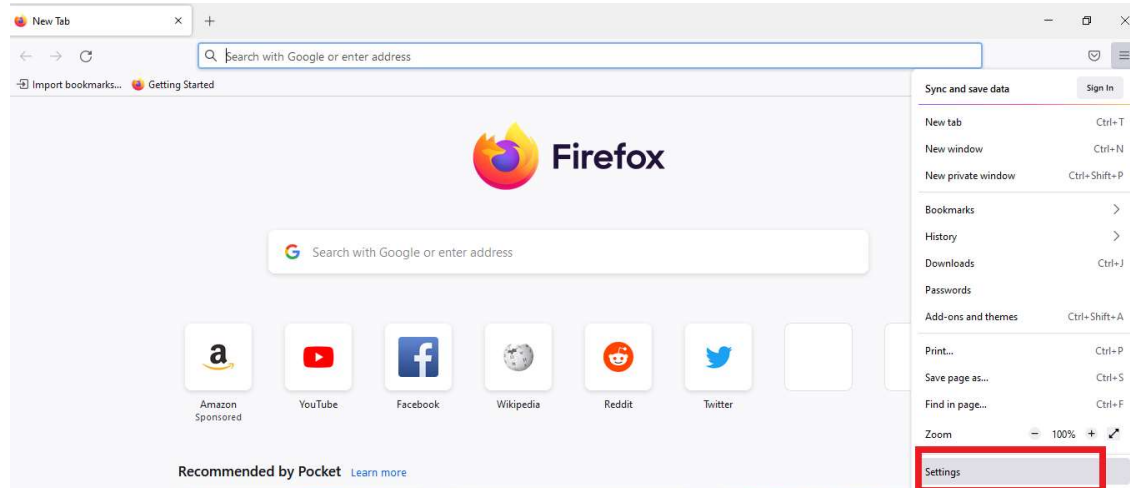 New Tab
Search with Google or enter address
Import bookmarks... Getting Started
Sync and save data Sign In
New tab Ctrl+T
New window Ctrl+N
New private window Ctrl+Shift+P
Bookmarks
History
Downloads Ctrl+J
Passwords
Add-ons and themes Ctrl+Shift+A
Print... Ctrl+P
Save page as... Ctrl+S
Find in page... Ctrl+F
Zoom - 100% +
Settings
Firefox
G Search with Google or enter address
a
f
Amazon YouTube Facebook Wikipedia Reddit Twitter
Sponsored
Recommended by Pocket Learn more